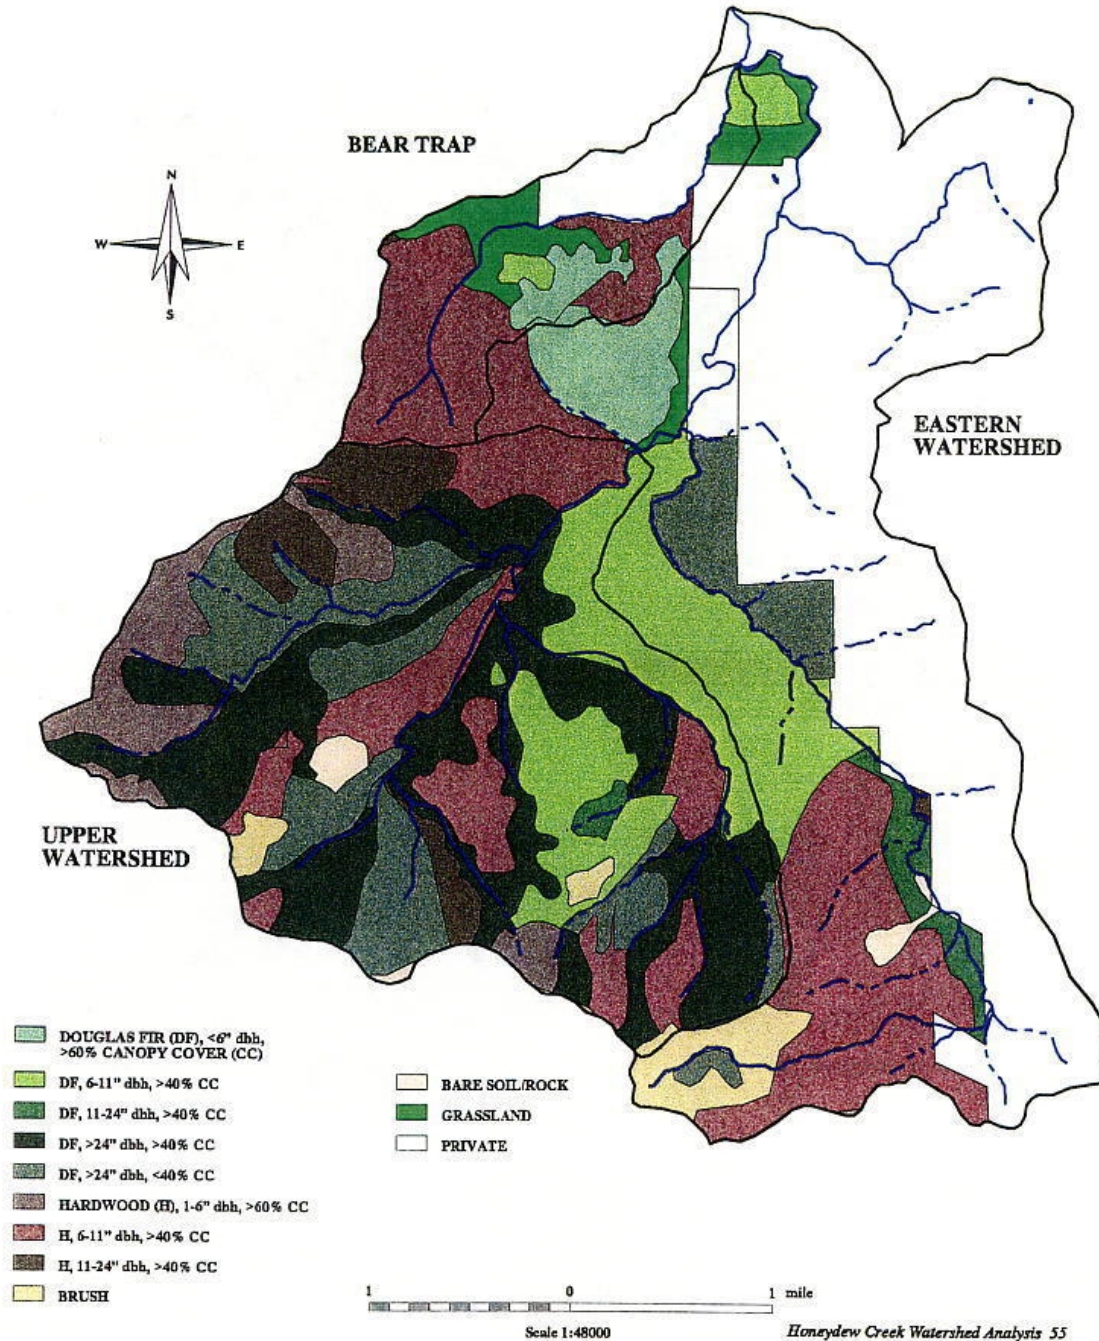 BEAR TRAP
N
W E
S
EASTERN
WATERSHED
UPPER
WATERSHED
DOUGLAS FIR (DF), <6" dbh,
>60% CANOPY COVER (CC)
DF, 6-11" dbh, >40% CC
DF, 11-24" dbh, >40% CC
DF, >24" dbh, >40% CC
DF, >24" dbh, <40% CC
HARDWOOD (H), 1-6" dbh, >60% CC
H, 6-11" dbh, >40% CC
H, 11-24" dbh, >40% CC
BRUSH
BARE SOIL/ROCK
GRASSLAND
PRIVATE
1 0 1 mile
Scale 1:48000
Honeydew Creek Watershed Analysis 55